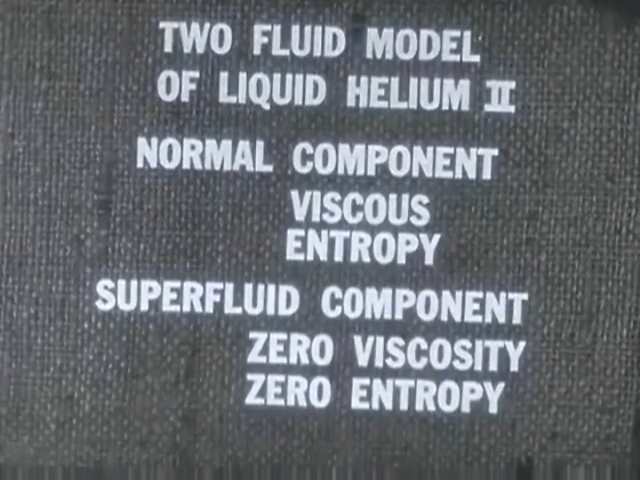 TWO FLUID MODEL
OF LIQUID HELIUM II
NORMAL COMPONENT
VISCOUS
ENTROPY
SUPERFLUID COMPONENT
ZERO VISCOSITY
ZERO ENTROPY